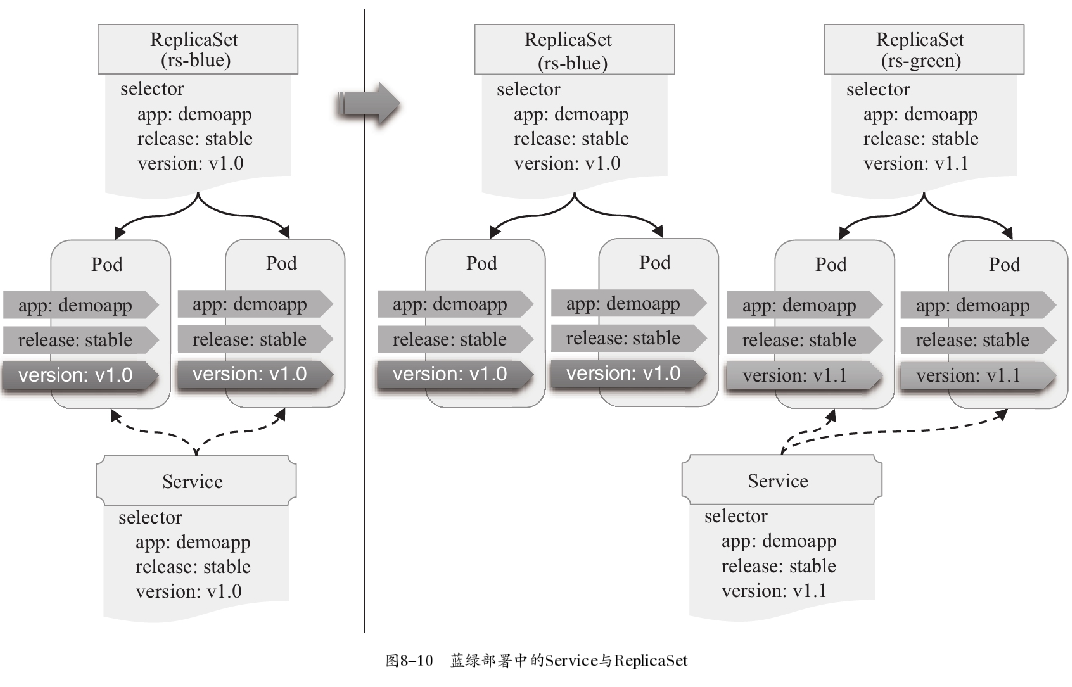 ReplicaSet
(rs-blue)
selector
app: demoapp
release: stable
version: v1.0
Pod
app: demoapp
release: stable
version: v1.0
Pod
app: demoapp
release: stable
version: v1.0
Service
selector
app: demoapp
release: stable
version: v1.0
ReplicaSet
(rs-blue)
selector
app: demoapp
release: stable
version: v1.0
ReplicaSet
(rs-green)
selector
app: demoapp
release: stable
version: v1.1
Pod
app: demoapp
release: stable
version: v1.0
Pod
app: demoapp
release: stable
version: v1.0
Pod
app: demoapp
release: stable
version: v1.1
Pod
app: demoapp
release: stable
version: v1.1
Service
selector
app: demoapp
release: stable
version: v1.1
图8-10 蓝绿部署中的Service与ReplicaSet